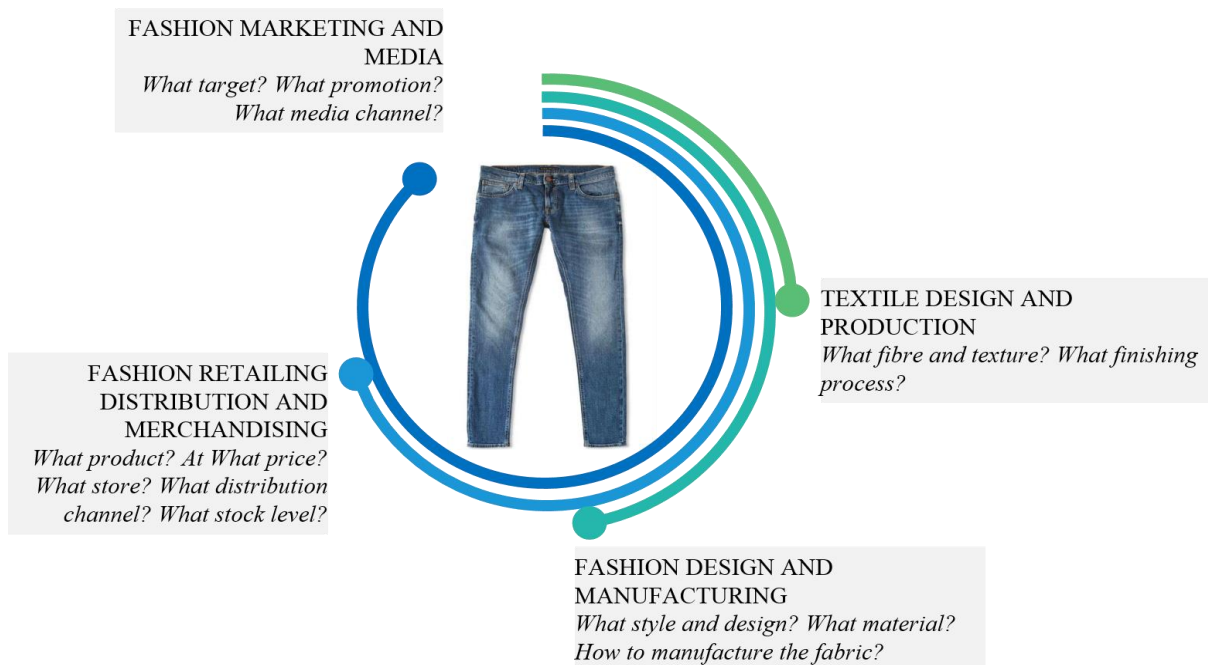 FASHION MARKETING AND
MEDIA
What target? What promotion?
What media channel?
TEXTILE DESIGN AND
PRODUCTION
What fibre and texture? What finishing
process?
FASHION RETAILING
DISTRIBUTION AND
MERCHANDISING
What product? At What price?
What store? What distribution
channel? What stock level?
FASHION DESIGN AND
MANUFACTURING
What style and design? What material?
How to manufacture the fabric?